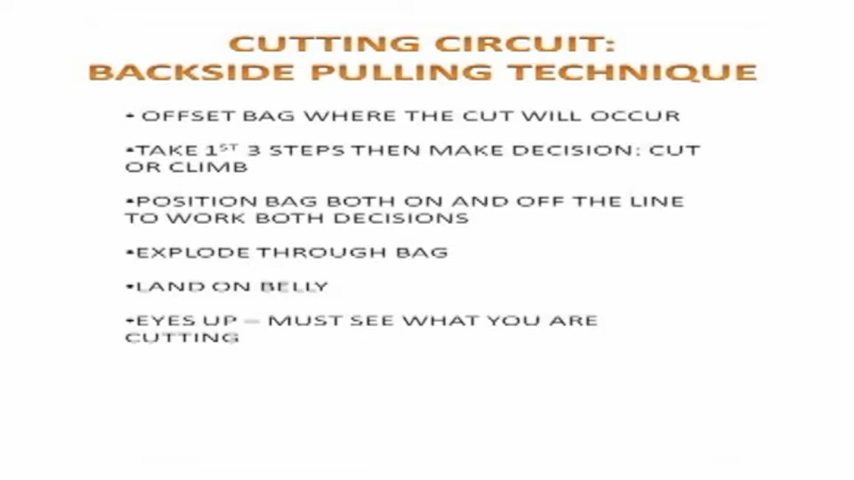 CUTTING CIRCUIT:
BACKSIDE PULLING TECHNIQUE
• OFFSET BAG WHERE THE CUT WILL OCCUR
•TAKE 1ST 3 STEPS THEN MAKE DECISION: CUT
OR CLIMB
•POSITION BAG BOTH ON AND OFF THE LINE
TO WORK BOTH DECISIONS
•EXPLODE THROUGH BAG
•LAND ON BELLY
•EYES UP – MUST SEE WHAT YOU ARE
CUTTING